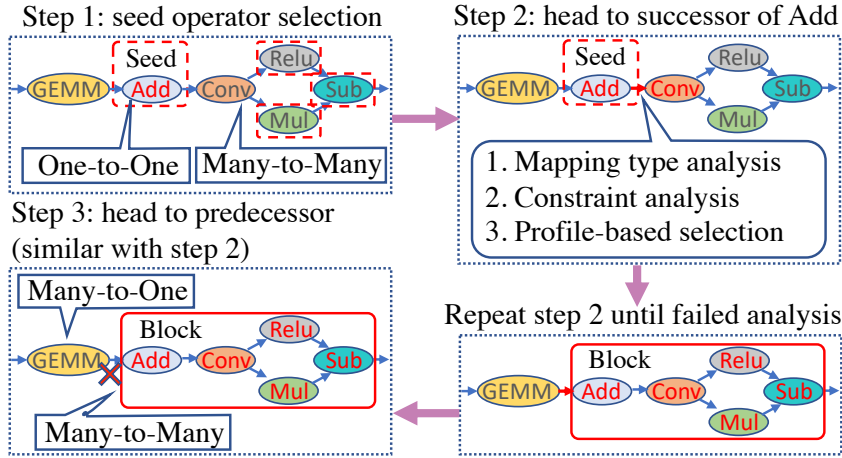 Step 1: seed operator selection
Seed
Relu
GEMM
Add
Conv
Sub
Mul
One-to-One
Many-to-Many
Step 2: head to successor of Add
Seed
Relu
GEMM
Add
Conv
Sub
Mul
1. Mapping type analysis
2. Constraint analysis
3. Profile-based selection
Step 3: head to predecessor
(similar with step 2)
Many-to-One
Block
Relu
GEMM
Add
Conv
Sub
Mul
Many-to-Many
Repeat step 2 until failed analysis
Block
Relu
GEMM
Add
Conv
Sub
Mul